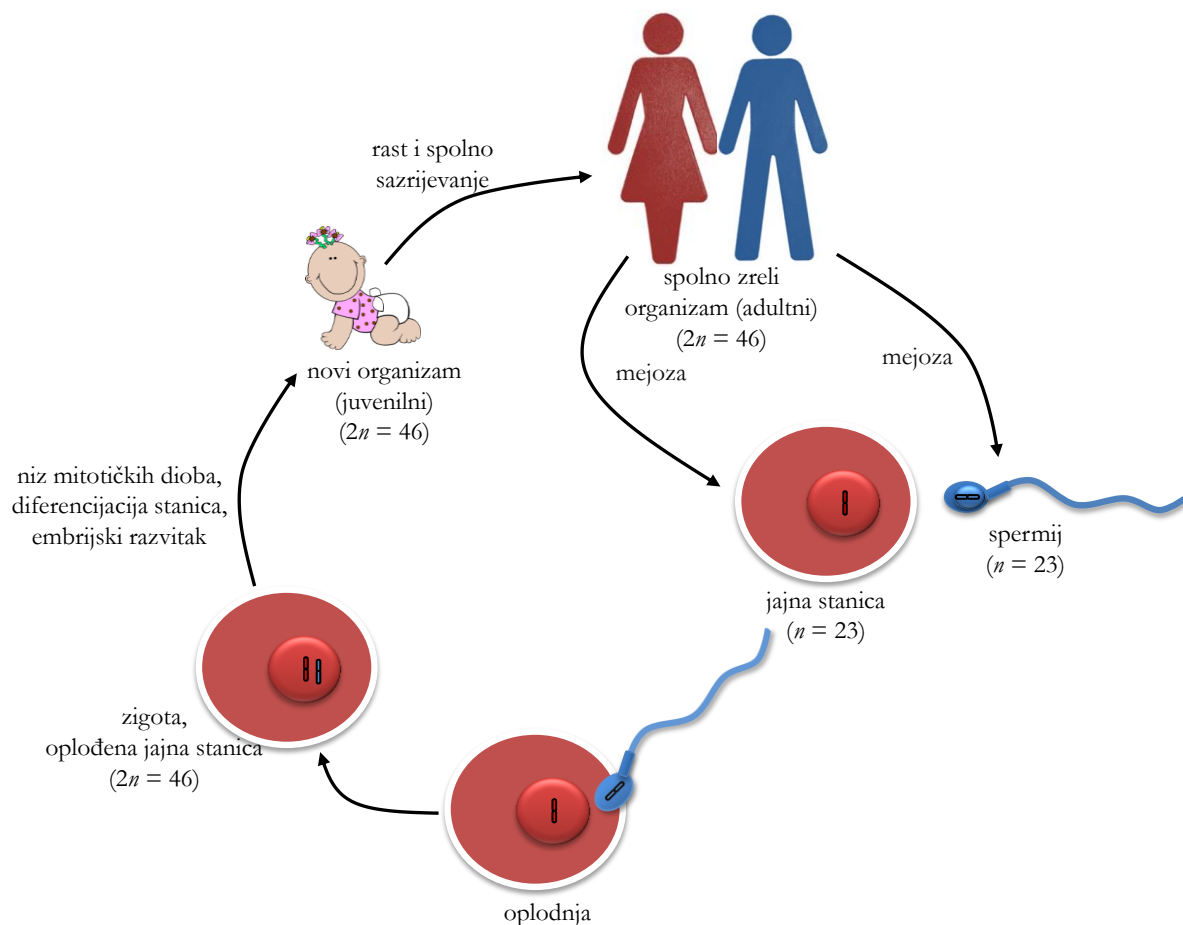 rast i spolno
sazrijevanje
spolno zreli
organizam (adultni)
(2n = 46)
mejoza
mejoza
novi organizam
(juvenilni)
(2n = 46)
niz mitotičkih dioba,
diferencijacija stanica,
embrijski razvitak
spermij
(n = 23)
jajna stanica
(n = 23)
zigota,
oplođena jajna stanica
(2n = 46)
oplodnja